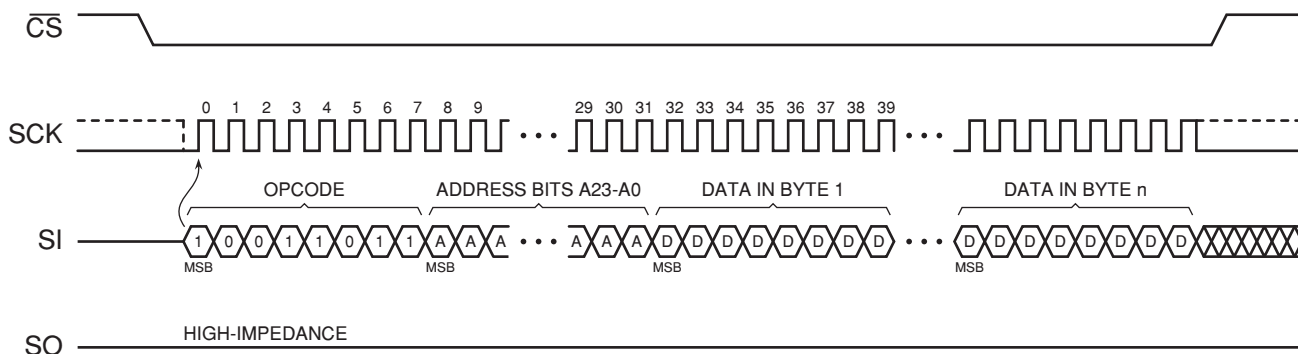 CS
0 1 2 3 4 5 6 7 8 9 29 30 31 32 33 34 35 36 37 38 39
SCK
OPCODE ADDRESS BITS A23-A0 DATA IN BYTE 1 DATA IN BYTE n
SI 1 0 0 1 1 0 1 1 A A A A A A D D D D D D D D D D D D D D D D
MSB MSB MSB MSB
HIGH-IMPEDANCE
SO